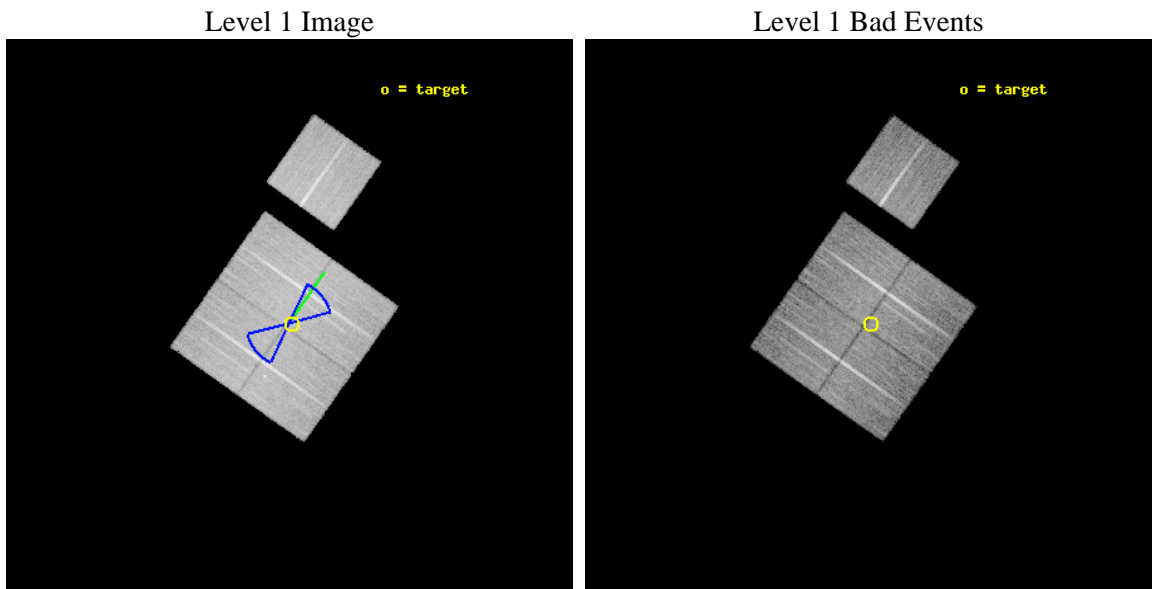 Level 1 Image
Level 1 Bad Events
o = target
o = target